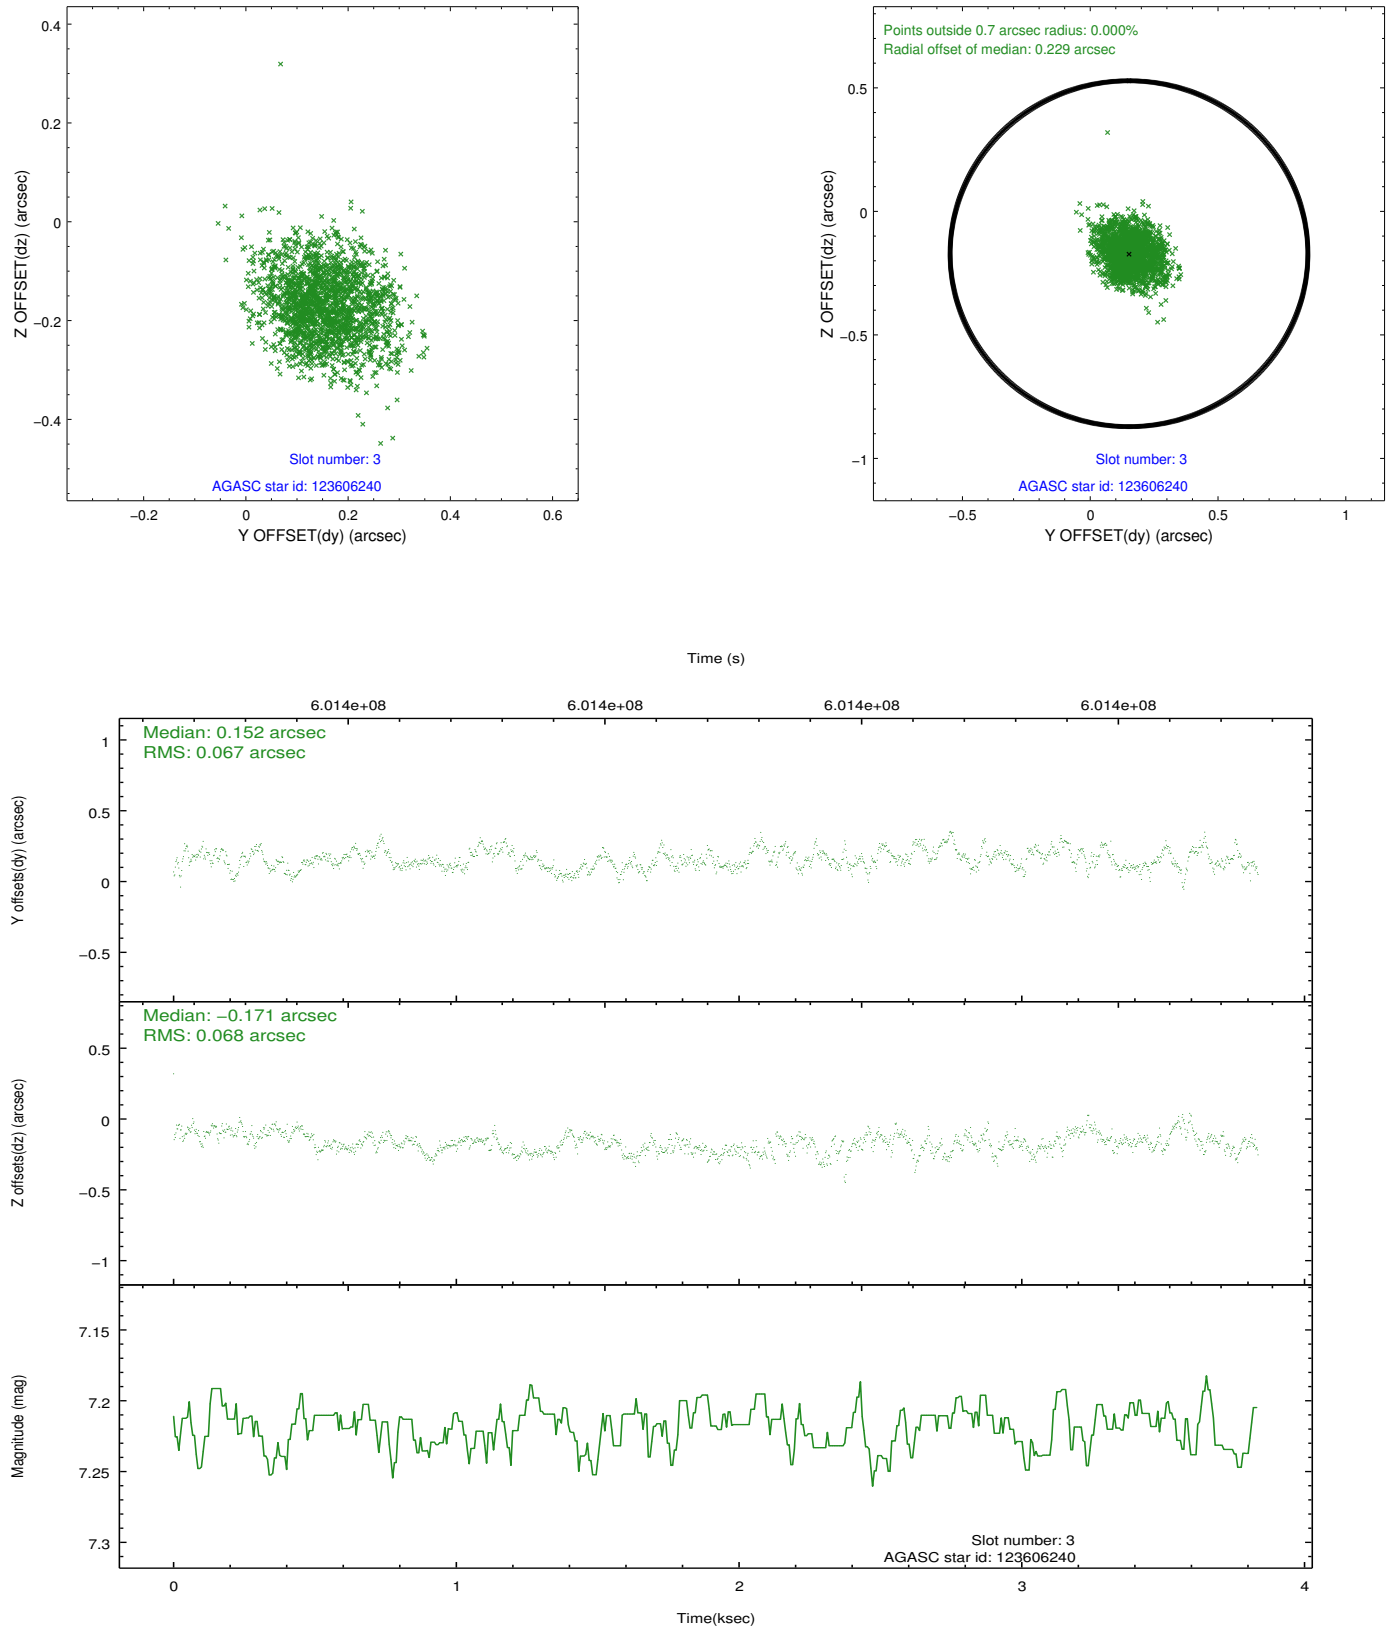 0.4
0.2
0
−0.2
−0.4
Z OFFSET(dz) (arcsec)
Slot number: 3
AGASC star id: 123606240
−0.2 0 0.2 0.4 0.6
Y OFFSET(dy) (arcsec)
Points outside 0.7 arcsec radius: 0.000%
Radial offset of median: 0.229 arcsec
0.5
0
−0.5
−1
Z OFFSET(dz) (arcsec)
Slot number: 3
AGASC star id: 123606240
−0.5 0 0.5 1
Y OFFSET(dy) (arcsec)
Time (s)
6.014e+08 6.014e+08 6.014e+08 6.014e+08
Median: 0.152 arcsec
RMS: 0.067 arcsec
1
0.5
0
−0.5
Y offsets(dy) (arcsec)
Median: −0.171 arcsec
RMS: 0.068 arcsec
0.5
0
−0.5
−1
Z offsets(dz) (arcsec)
7.15
7.2
7.25
7.3
Magnitude (mag)
Slot number: 3
AGASC star id: 123606240
0 1 2 3 4
Time(ksec)